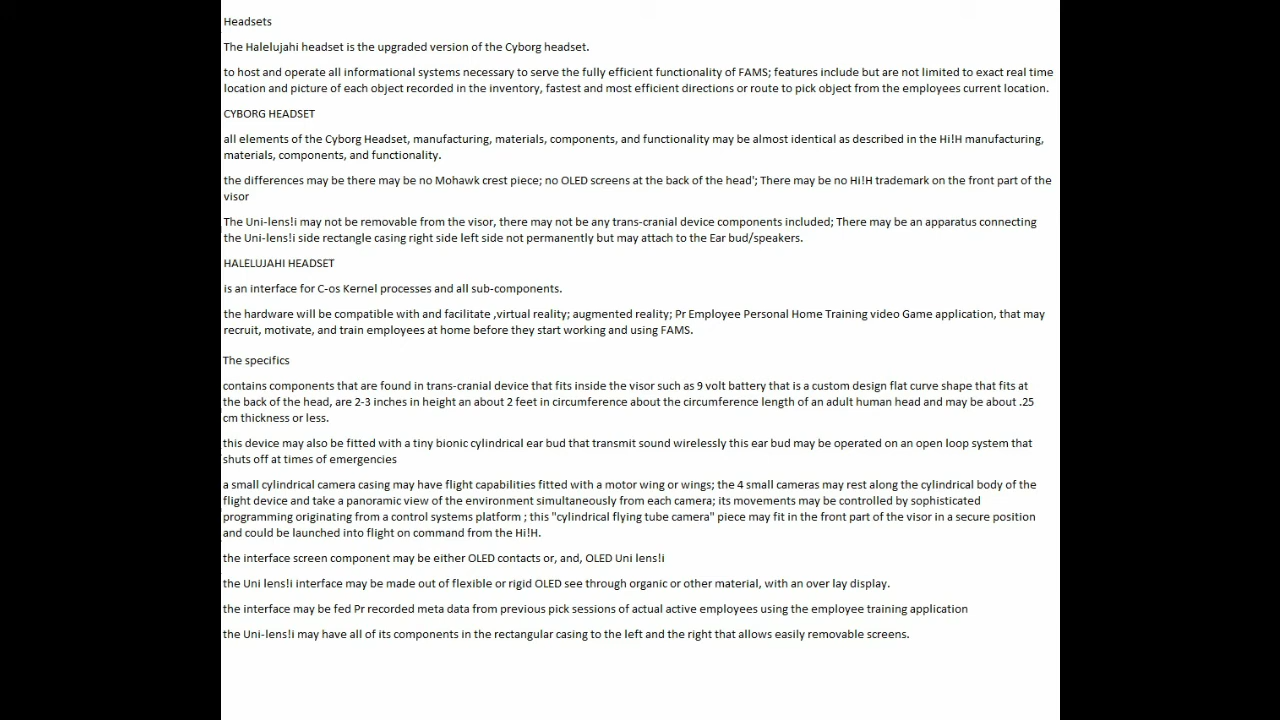 Headsets
The Halelujahi headset is the upgraded version of the Cyborg headset.
to host and operate all informational systems necessary to serve the fully efficient functionality of FAMS; features include but are not limited to exact real time
location and picture of each object recorded in the inventory, fastest and most efficient directions or route to pick object from the employees current location.
CYBORG HEADSET
all elements of the Cyborg Headset, manufacturing, materials, components, and functionality may be almost identical as described in the Hi!H manufacturing,
materials, components, and functionality.
the differences may be there may be no Mohawk crest piece; no OLED screens at the back of the head'; There may be no Hi!H trademark on the front part of the
visor
The Uni-lens!i may not be removable from the visor, there may not be any trans-cranial device components included; There may be an apparatus connecting
the Uni-lens!i side rectangle casing right side left side not permanently but may attach to the Ear bud/speakers.
HALELUJAHI HEADSET
is an interface for C-os Kernel processes and all sub-components.
the hardware will be compatible with and facilitate ,virtual reality; augmented reality; Pr Employee Personal Home Training video Game application, that may
recruit, motivate, and train employees at home before they start working and using FAMS.
The specifics
contains components that are found in trans-cranial device that fits inside the visor such as 9 volt battery that is a custom design flat curve shape that fits at
the back of the head, are 2-3 inches in height an about 2 feet in circumference about the circumference length of an adult human head and may be about .25
cm thickness or less.
this device may also be fitted with a tiny bionic cylindrical ear bud that transmit sound wirelessly this ear bud may be operated on an open loop system that
shuts off at times of emergencies
a small cylindrical camera casing may have flight capabilities fitted with a motor wing or wings; the 4 small cameras may rest along the cylindrical body of the
flight device and take a panoramic view of the environment simultaneously from each camera; its movements may be controlled by sophisticated
programming originating from a control systems platform ; this "cylindrical flying tube camera" piece may fit in the front part of the visor in a secure position
and could be launched into flight on command from the Hi!H.
the interface screen component may be either OLED contacts or, and, OLED Uni lens!i
the Uni lens!i interface may be made out of flexible or rigid OLED see through organic or other material, with an over lay display.
the interface may be fed Pr recorded meta data from previous pick sessions of actual active employees using the employee training application
the Uni-lens!i may have all of its components in the rectangular casing to the left and the right that allows easily removable screens.